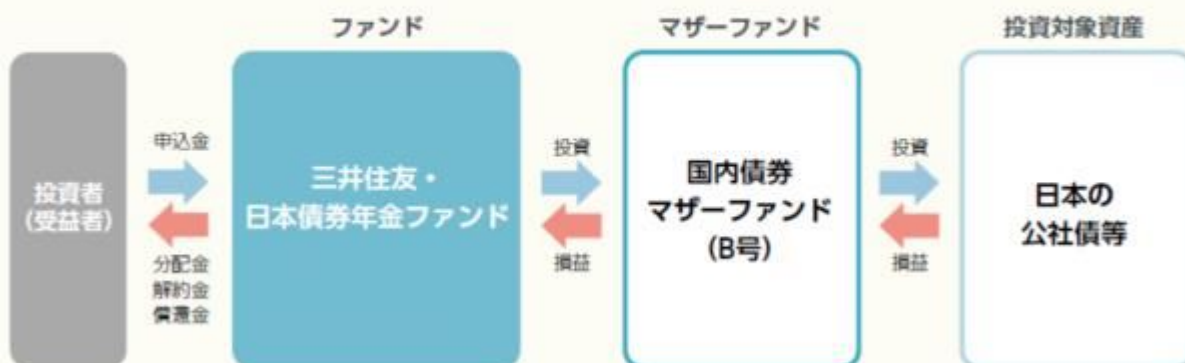 ファンド
マザーファンド
投資対象資産
投資者
(受益者)
申込金
分配金
解約金
償還金
三井住友・
日本債券年金ファンド
投資
損益
国内債券
マザーファンド
(B号)
投資
損益
日本の
公社債等